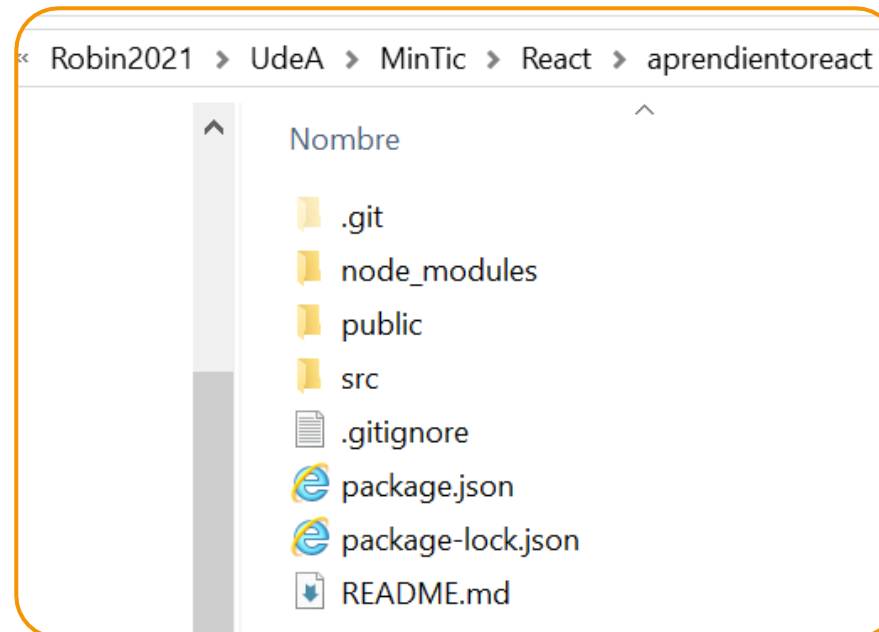 « Robin2021 > UdeA > MinTic > React > aprendientoreact
Nombre
.git
node_modules
public
src
.gitignore
package.json
package-lock.json
README.md